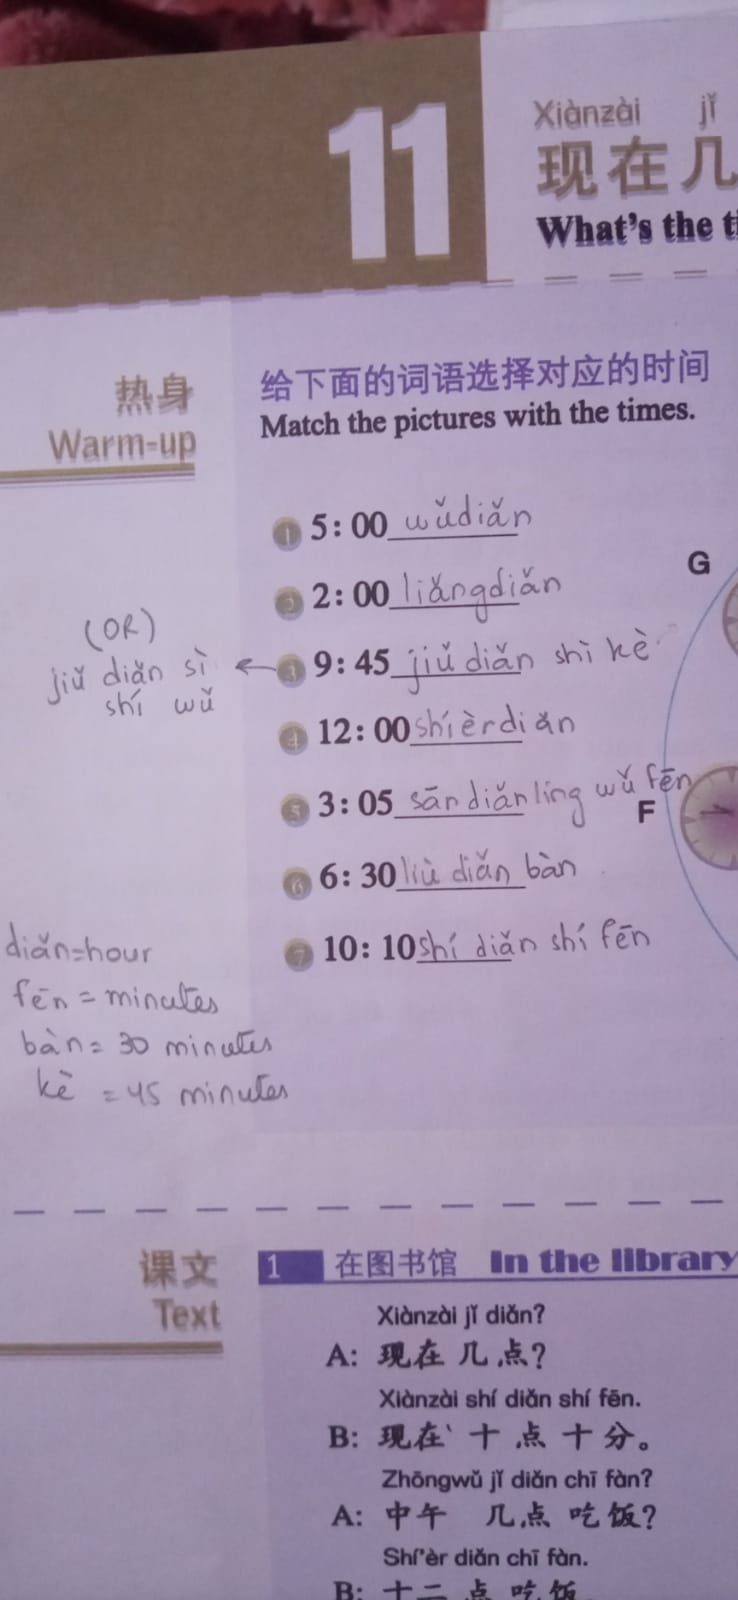 11
Xiànzài jǐ
现在几
What's the t
热身
Warm-up
给下面的词语选择对应的时间
Match the pictures with the times.
1 5:00 wǔdiǎn
2 2:00 liǎngdiǎn
G
3 9:45 jiǔ diǎn shì kè
(OR)
jiǔ diǎn sì
shí wǔ
4 12:00 shíèrdiǎn
5 3:05 sāndiǎn líng wǔ fēn
F
6 6:30 liù diǎn bàn
7 10:10 shí diǎn shí fēn
diǎn=hour
fēn = minutes
bàn = 30 minutes
kè = 45 minutes
课文
Text
1 在图书馆 In the library
Xiànzài jǐ diǎn?
A: 现在几点?
Xiànzài shí diǎn shí fēn.
B: 现在十点十分。
Zhōngwǔ jǐ diǎn chī fàn?
A: 中午 几点吃饭?
Shí'èr diǎn chī fàn.
B: 十二点吃饭